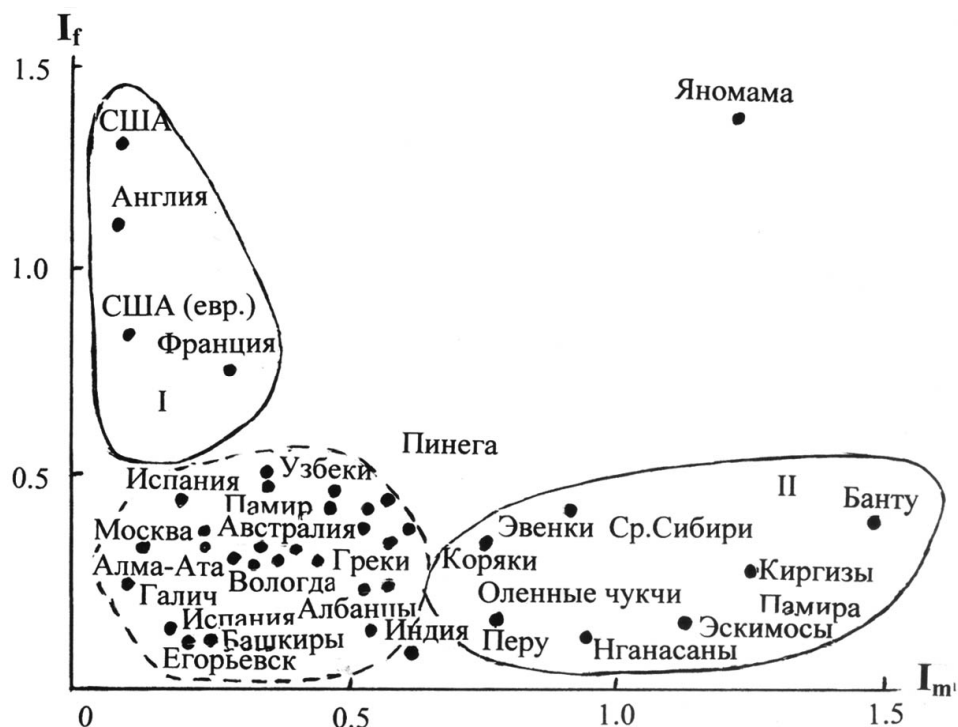 I_f
1.5
Яномама
США
Англия
1.0
США (евр.)
Франция
I
Пинега
0.5
Испания
Узбеки
II
Банту
Памир
Москва
Австралия
Эвенки Ср.Сибири
Алма-Ата
Греки
Коряки
Вологда
Киргизы
Памира
Галич
Албанцы
Оленные чукчи
Испания
Башкиры
Индия
Перу
Эскимосы
Егорьевск
Нганасаны
I_m
0
0.5
1.0
1.5